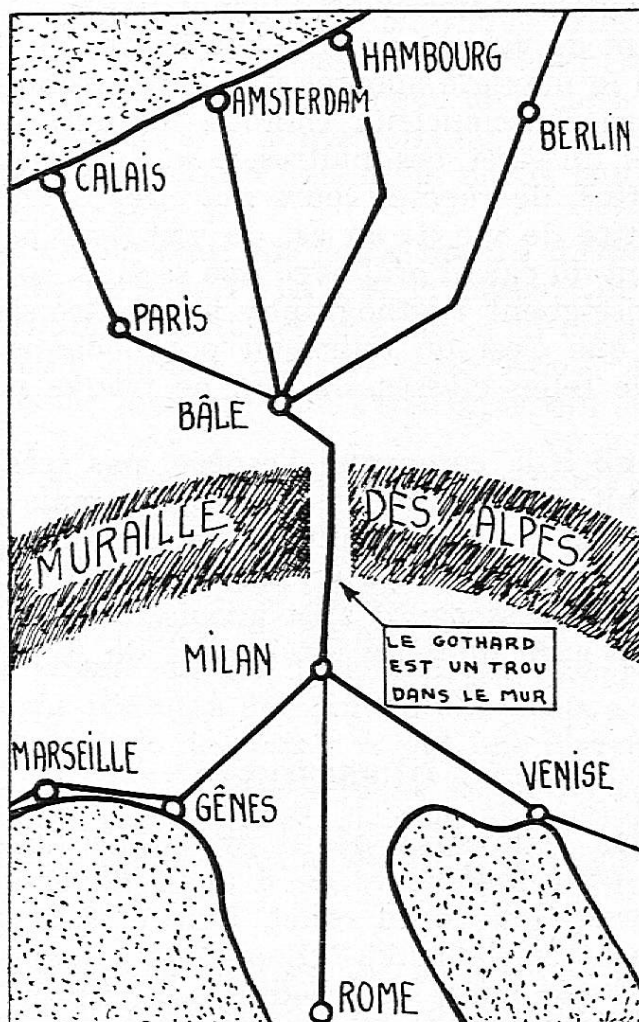 HAMBOURG
AMSTERDAM
BERLIN
CALAIS
PARIS
BÂLE
MURAILLE DES ALPES
LE GOTHARD
EST UN TROU
DANS LE MUR
MILAN
MARSEILLE
VENISE
GÊNES
ROME